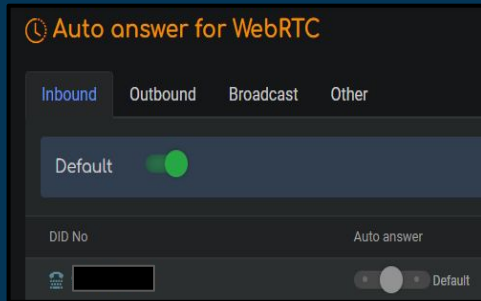 Auto answer for WebRTC
Inbound Outbound Broadcast Other
Default
DID No Auto answer
Default